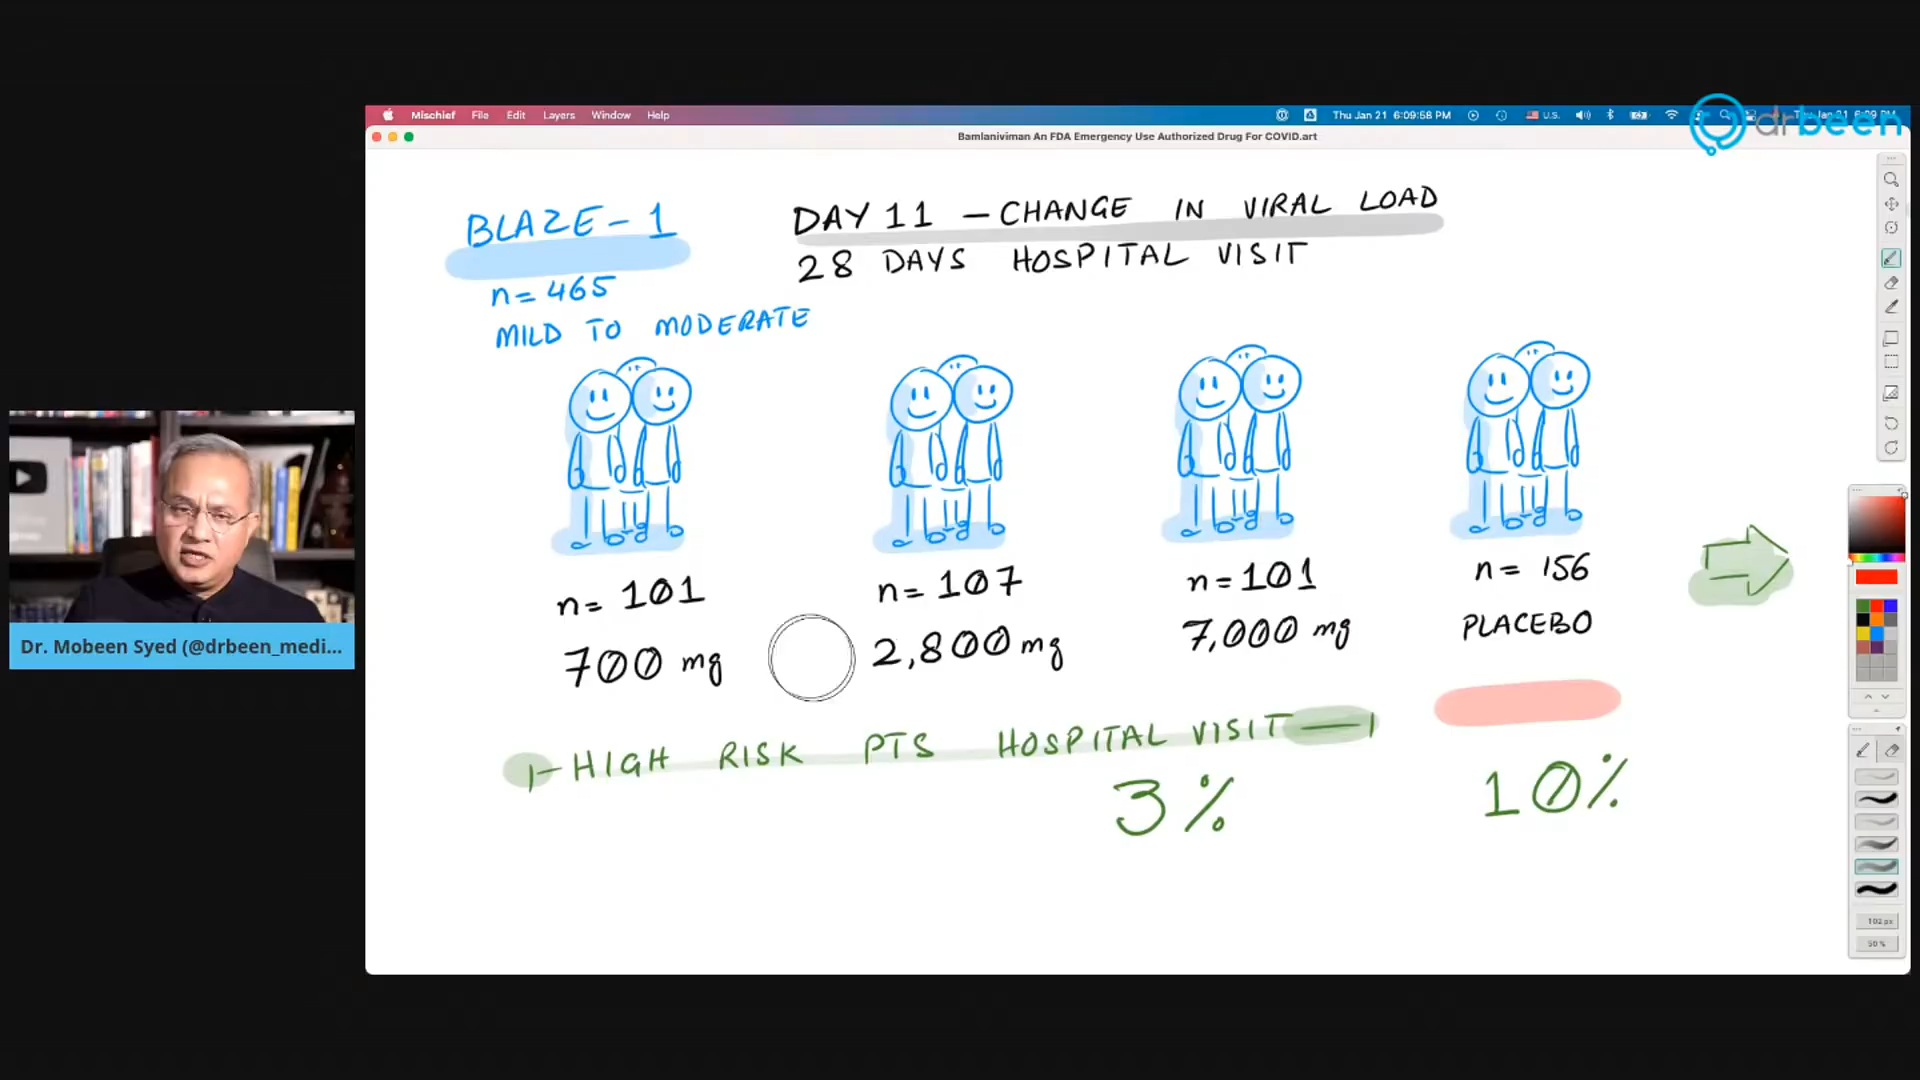 drbeen
Mischief File Edit Layers Window Help
U.S. Thu Jan 21 6:09:58 PM
Bamlaniviman An FDA Emergency Use Authorized Drug For COVID.art
BLAZE-1
n=465
MILD TO MODERATE
DAY 11 - CHANGE IN VIRAL LOAD
28 DAYS HOSPITAL VISIT
n= 101
700 mg
n= 107
2,800 mg
n=101
7,000 mg
n= 156
PLACEBO
HIGH RISK PTS HOSPITAL VISIT
3%
10%
Dr. Mobeen Syed (@drbeen_medi...
102 px
50 %